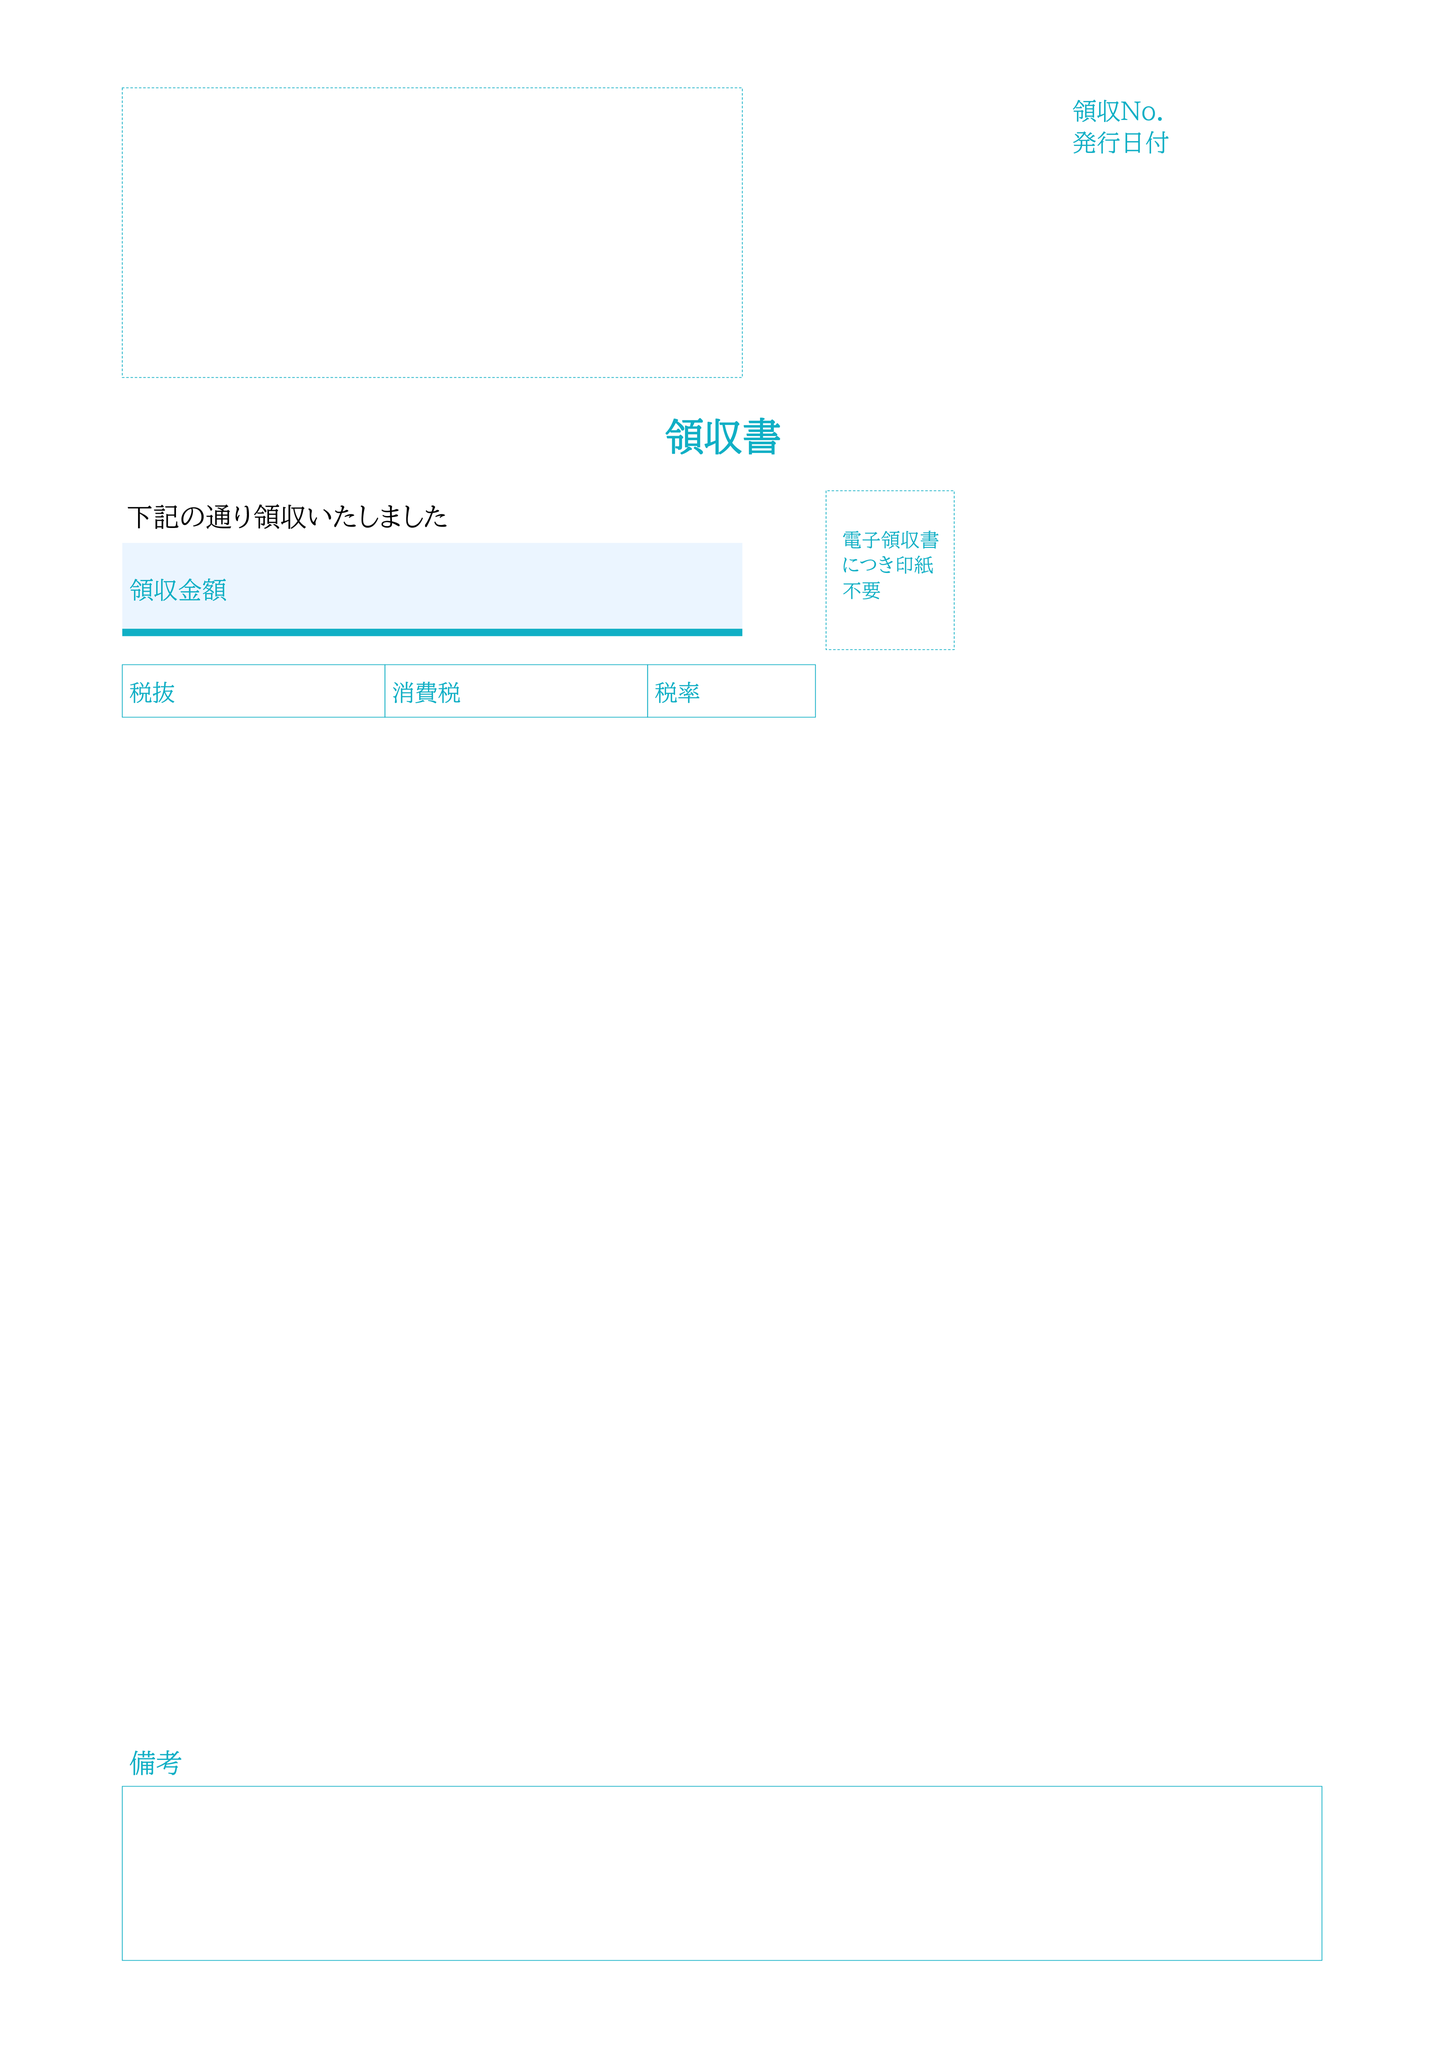 領収No.
発行日付
領収書
下記の通り領収いたしました
領収金額
電子領収書
につき印紙
不要
税抜
消費税
税率
備考